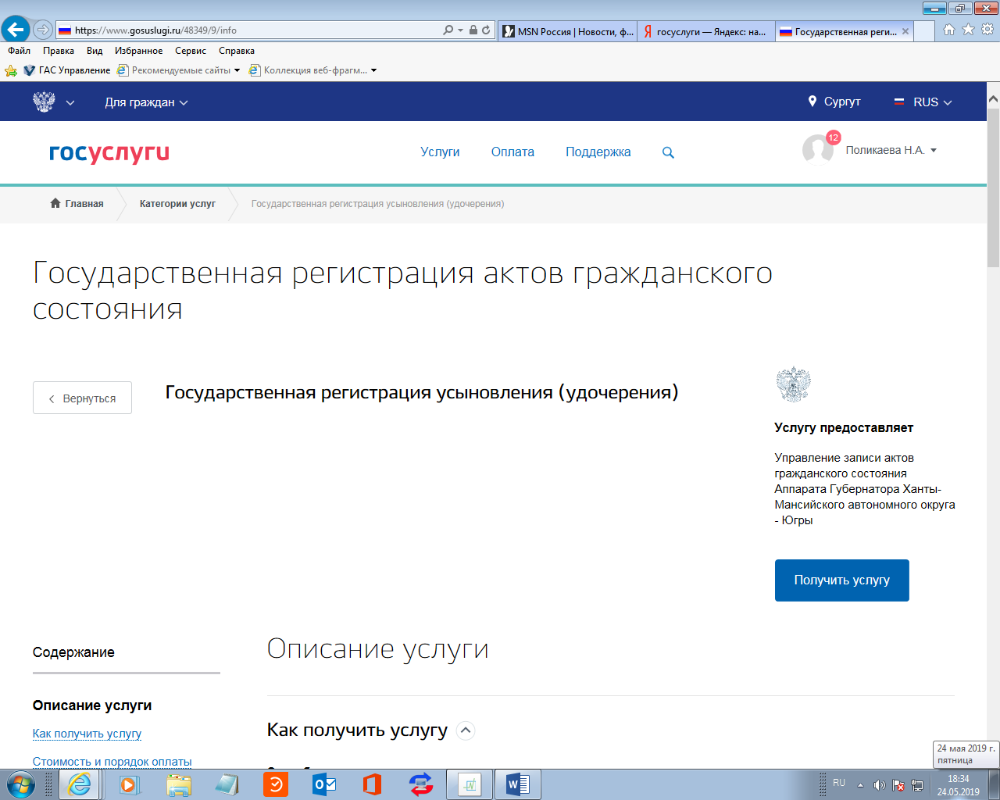 https://www.gosuslugi.ru/48349/9/info
MSN Россия | Новости, ф...
госуслуги — Яндекс: на...
Государственная реги...
Файл Правка Вид Избранное Сервис Справка
ГАС Управление Рекомендуемые сайты Коллекция веб-фрагм...
Для граждан
Сургут
RUS
госуслуги
Услуги Оплата Поддержка
12
Поликаева Н.А.
Главная Категории услуг Государственная регистрация усыновления (удочерения)
Государственная регистрация актов гражданского
состояния
Вернуться
Государственная регистрация усыновления (удочерения)
Услугу предоставляет
Управление записи актов
гражданского состояния
Аппарата Губернатора Ханты-
Мансийского автономного округа
- Югры
Получить услугу
Содержание
Описание услуги
Как получить услугу
Стоимость и порядок оплаты
Описание услуги
Как получить услугу
24 мая 2019 г.
пятница
RU
18:34
24.05.2019